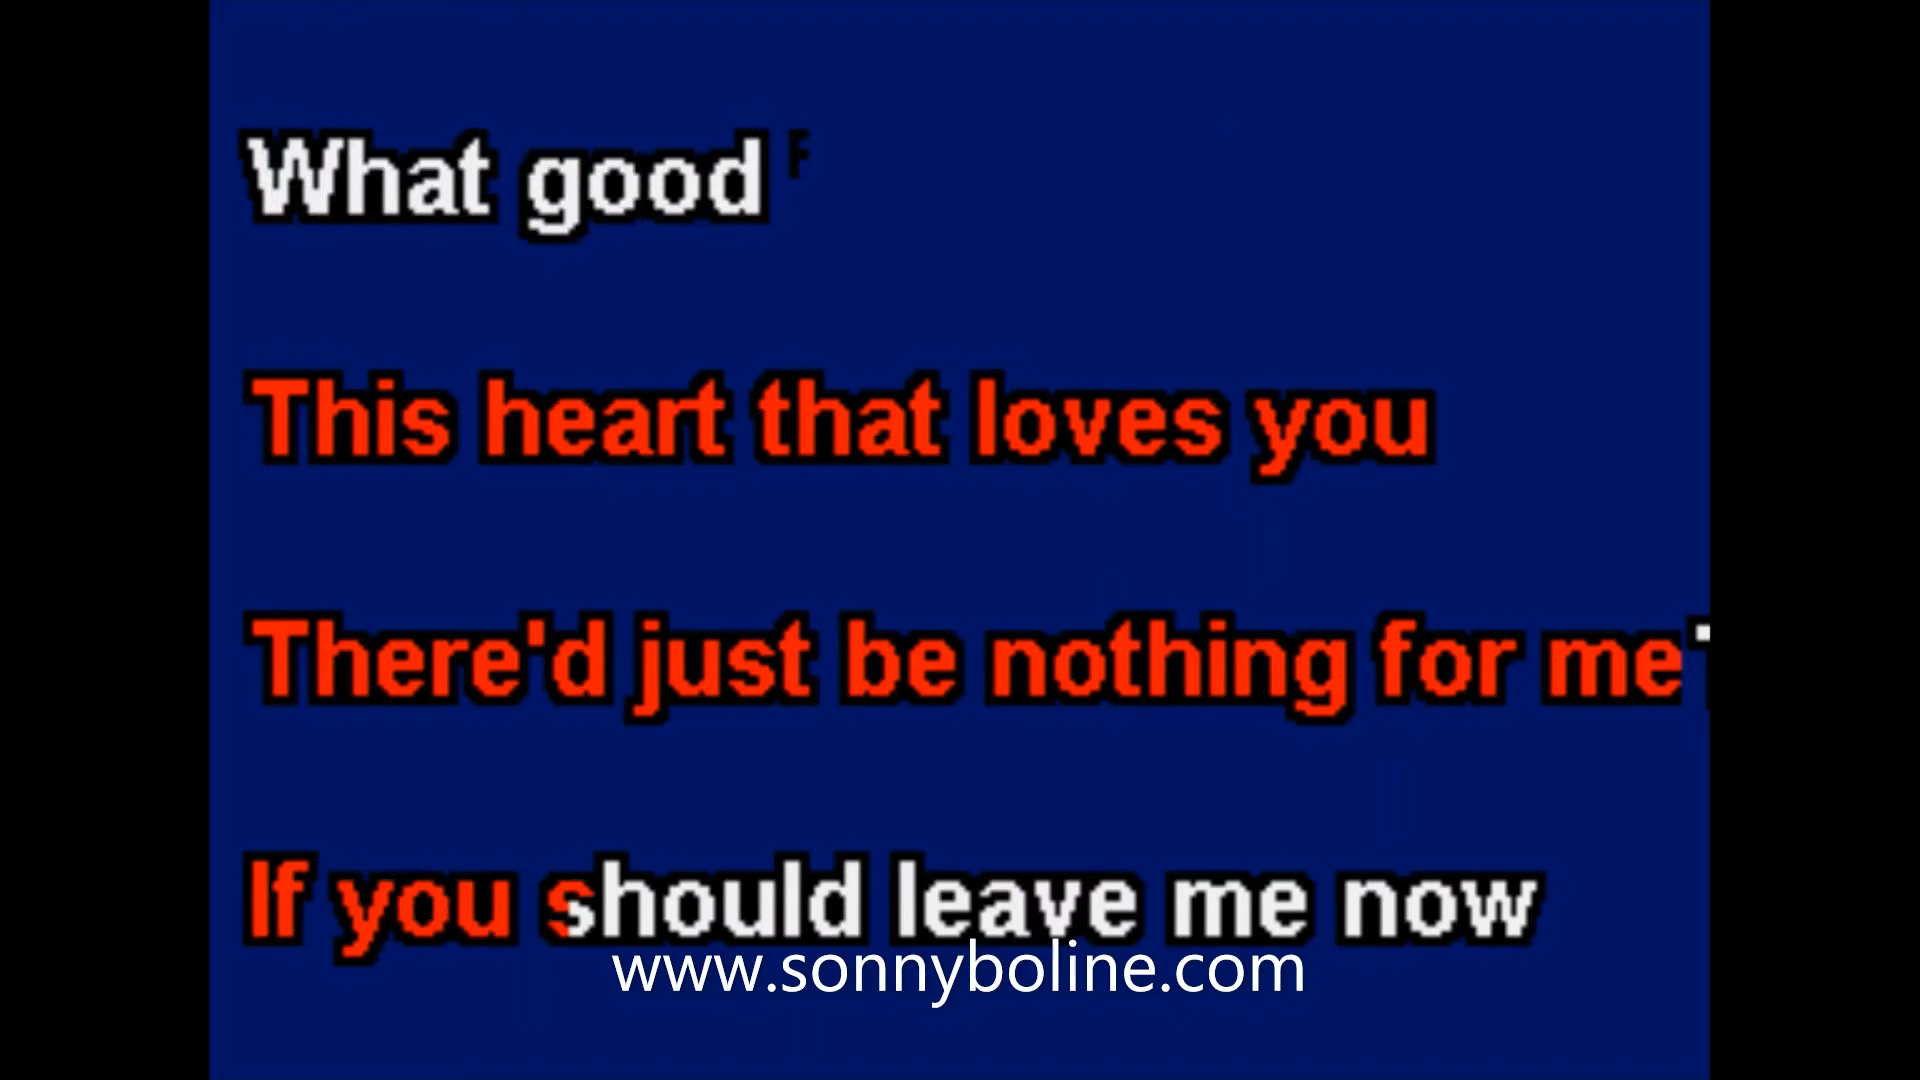 What good
This heart that loves you
There'd just be nothing for me
If you should leave me now
www.sonnyboline.com